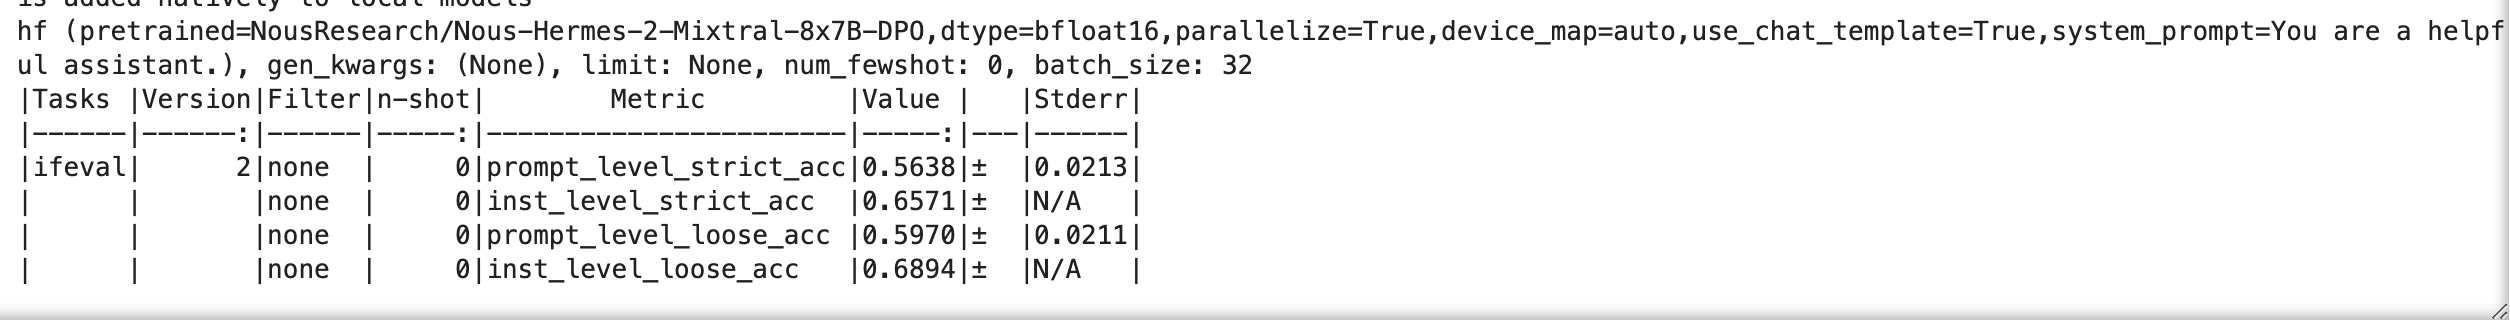 is added natively to local models
hf (pretrained=NousResearch/Nous-Hermes-2-Mixtral-8x7B-DPO,dtype=bfloat16,parallelize=True,device_map=auto,use_chat_template=True,system_prompt=You are a helpf
ul assistant.), gen_kwargs: (None), limit: None, num_fewshot: 0, batch_size: 32
|Tasks |Version|Filter|n-shot|        Metric         |Value |   |Stderr|
|------|------:|------|-----:|-----------------------|-----:|---|------|
|ifeval|      2|none  |     0|prompt_level_strict_acc|0.5638|±  |0.0213|
|      |       |none  |     0|inst_level_strict_acc  |0.6571|±  |N/A   |
|      |       |none  |     0|prompt_level_loose_acc |0.5970|±  |0.0211|
|      |       |none  |     0|inst_level_loose_acc   |0.6894|±  |N/A   |